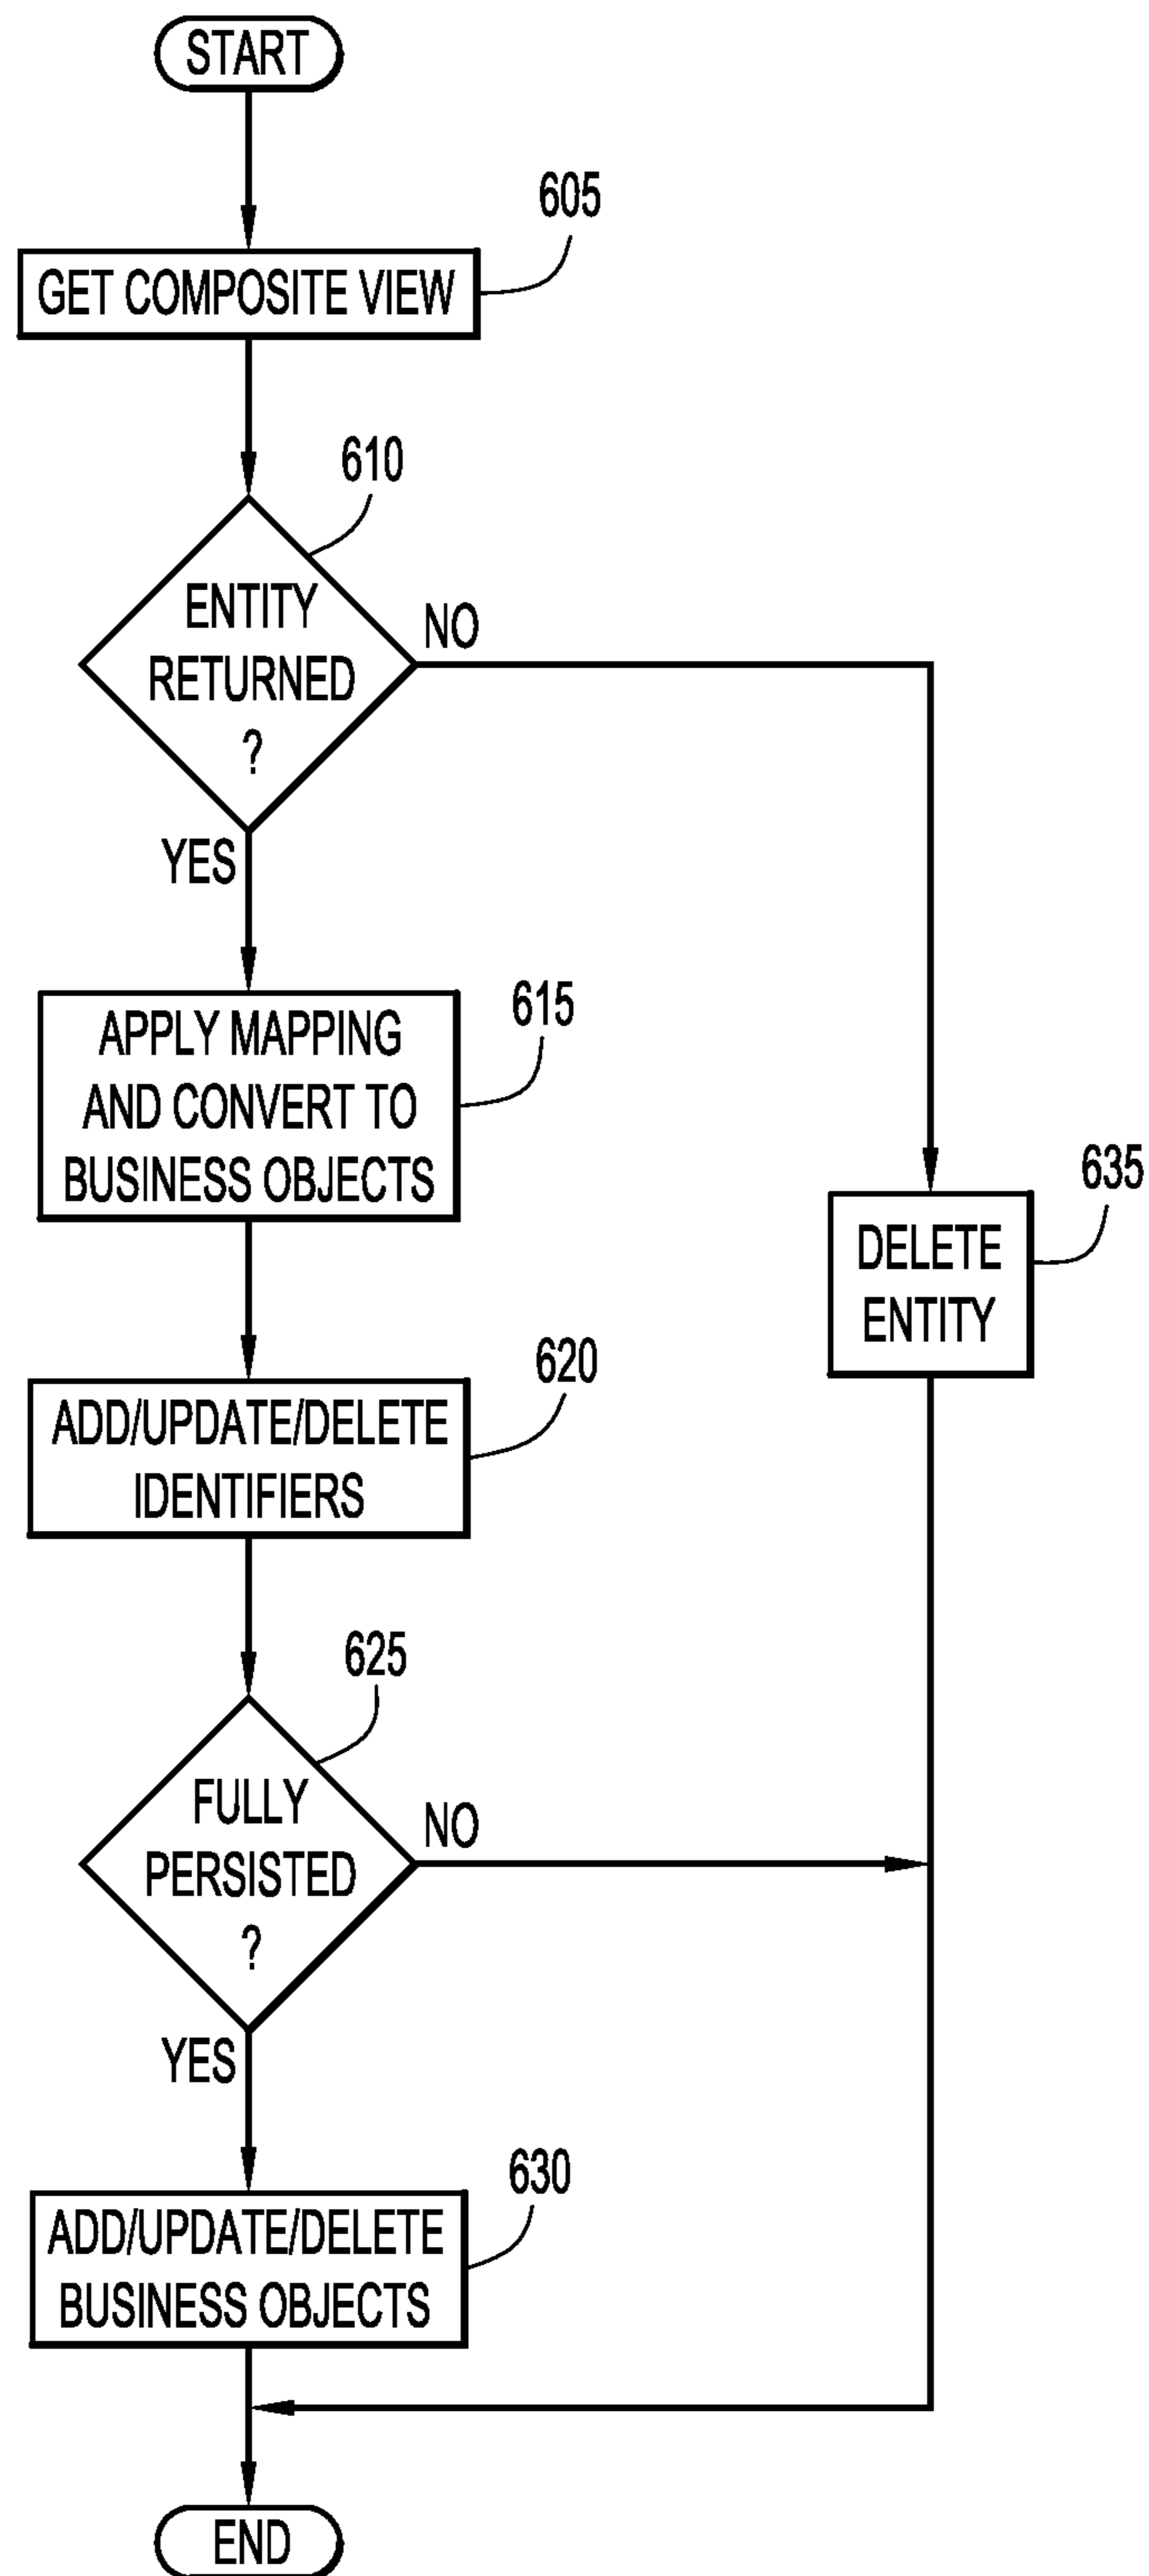 START
605
GET COMPOSITE VIEW
610
ENTITY
RETURNED
?
NO
YES
615
APPLY MAPPING
AND CONVERT TO
BUSINESS OBJECTS
635
DELETE
ENTITY
620
ADD/UPDATE/DELETE
IDENTIFIERS
625
FULLY
PERSISTED
?
NO
YES
630
ADD/UPDATE/DELETE
BUSINESS OBJECTS
END